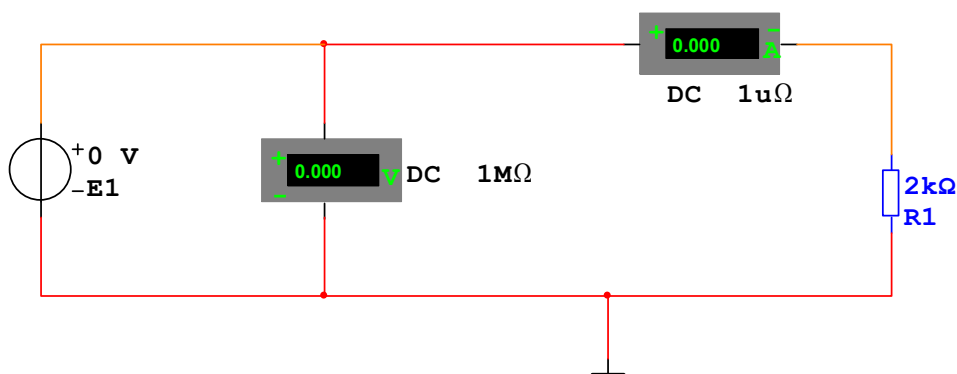 + 0.000 − A
DC 1uΩ
+ 0 V
− E1
+ 0.000 V −
DC 1MΩ
2kΩ
R1